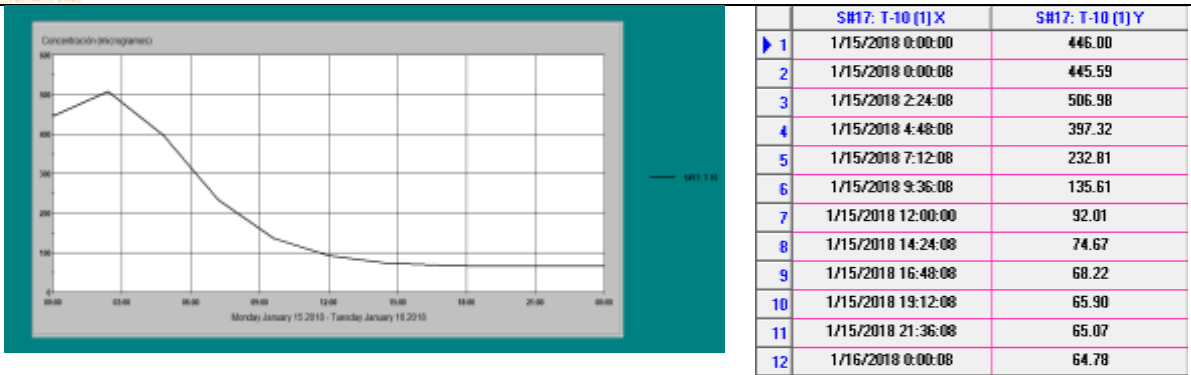 Concentración (microgrames)
600
500
400
300
200
100
0
00:00 03:00 06:00 09:00 12:00 15:00 18:00 21:00 00:00
Monday January 15 2018 - Tuesday January 16 2018
S#17: T-10
S#17: T-10 (1) X S#17: T-10 (1) Y
1 1/15/2018 0:00:00 446.00
2 1/15/2018 0:00:08 445.59
3 1/15/2018 2:24:08 506.98
4 1/15/2018 4:48:08 397.32
5 1/15/2018 7:12:08 232.81
6 1/15/2018 9:36:08 135.61
7 1/15/2018 12:00:00 92.01
8 1/15/2018 14:24:08 74.67
9 1/15/2018 16:48:08 68.22
10 1/15/2018 19:12:08 65.90
11 1/15/2018 21:36:08 65.07
12 1/16/2018 0:00:08 64.78